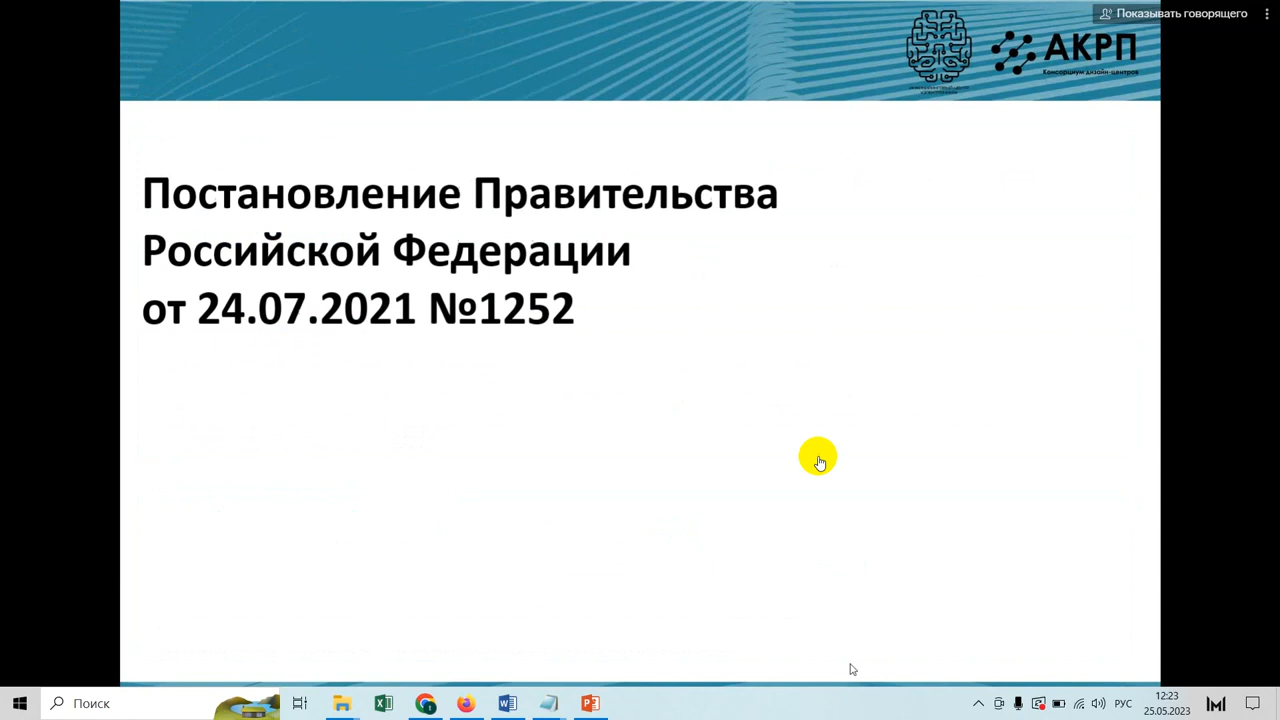 Показывать говорящего
АКРП
Консорциум дизайн-центров
Постановление Правительства
Российской Федерации
от 24.07.2021 №1252
Поиск
РУС
12:23
25.05.2023